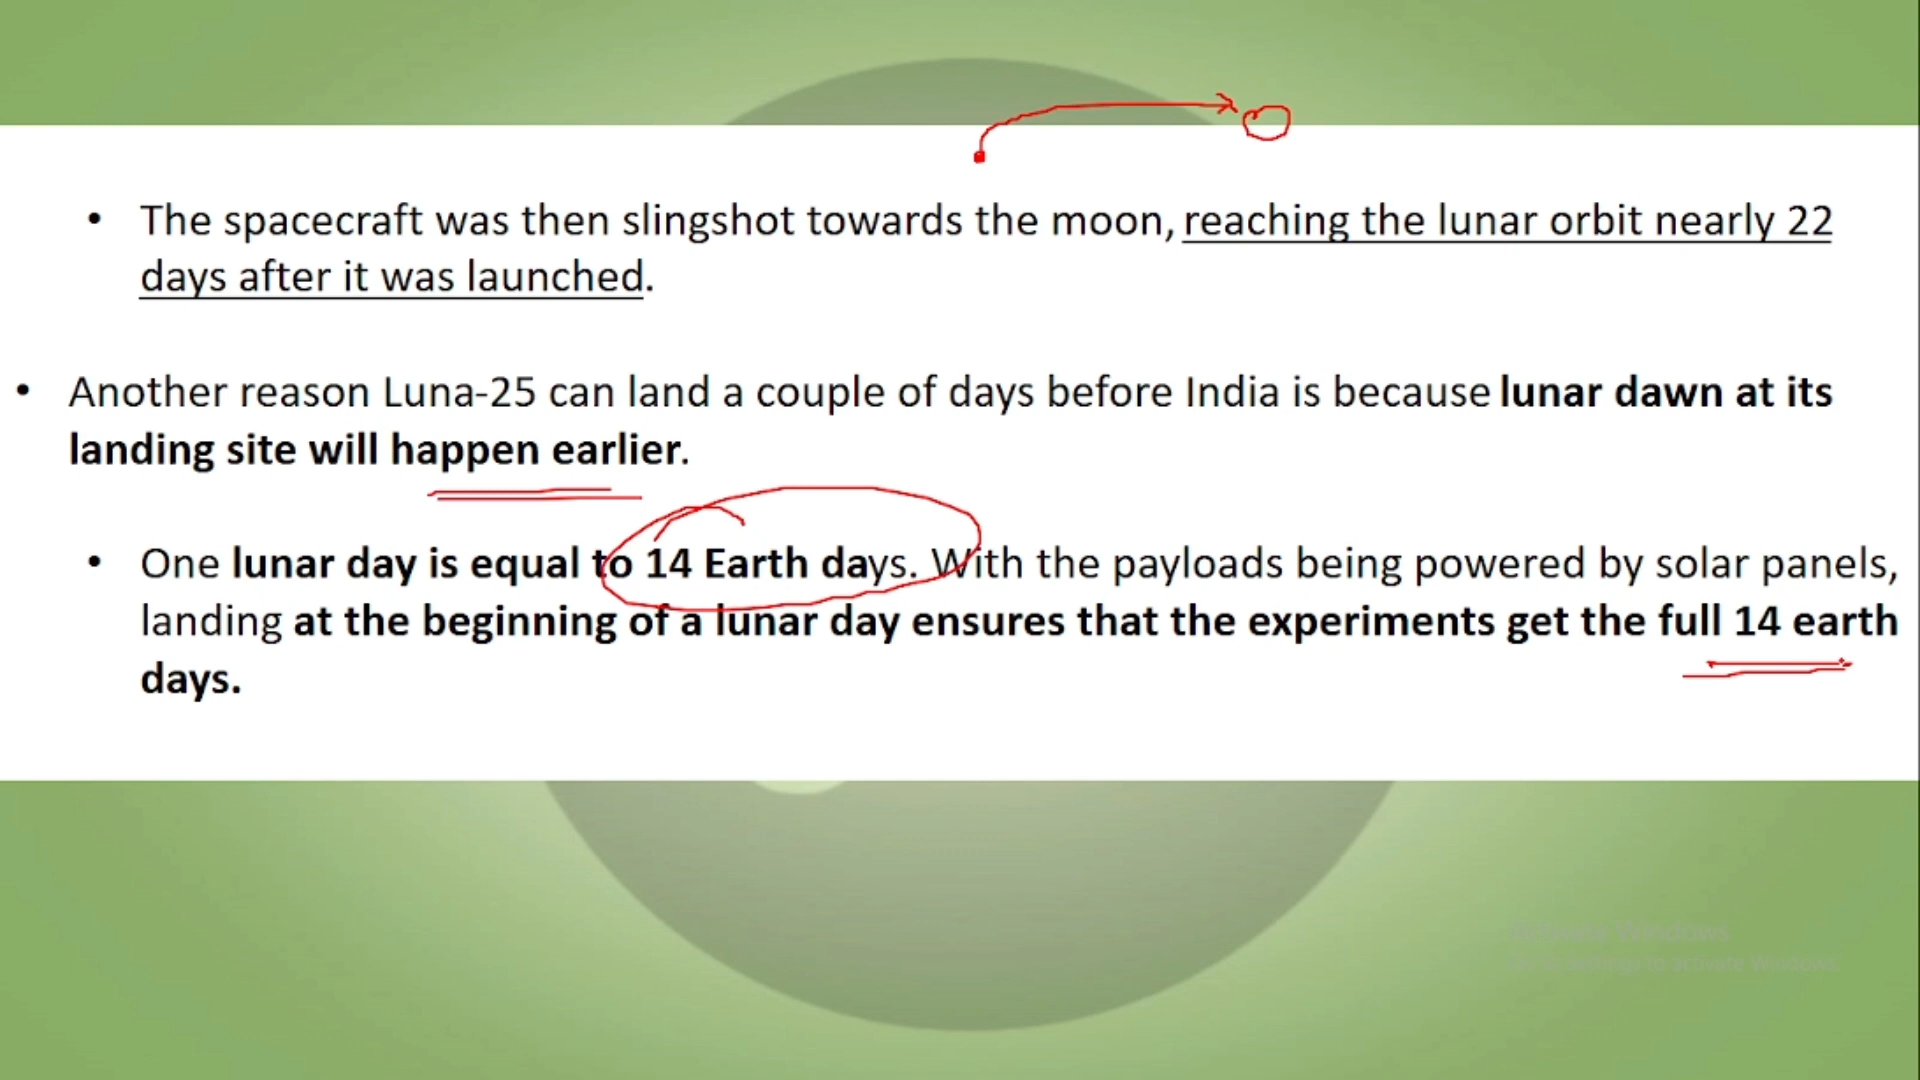 • The spacecraft was then slingshot towards the moon, reaching the lunar orbit nearly 22
days after it was launched.
• Another reason Luna-25 can land a couple of days before India is because lunar dawn at its
landing site will happen earlier.
• One lunar day is equal to 14 Earth days. With the payloads being powered by solar panels,
landing at the beginning of a lunar day ensures that the experiments get the full 14 earth
days.